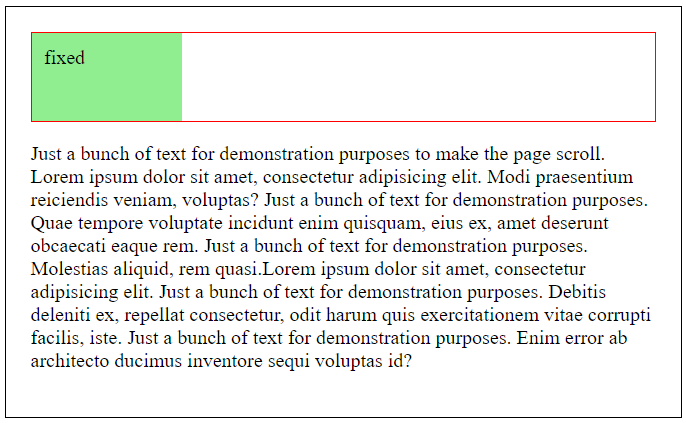 fixed
Just a bunch of text for demonstration purposes to make the page scroll.
Lorem ipsum dolor sit amet, consectetur adipisicing elit. Modi praesentium
reiciendis veniam, voluptas? Just a bunch of text for demonstration purposes.
Quae tempore voluptate incidunt enim quisquam, eius ex, amet deserunt
obcaecati eaque rem. Just a bunch of text for demonstration purposes.
Molestias aliquid, rem quasi.Lorem ipsum dolor sit amet, consectetur
adipisicing elit. Just a bunch of text for demonstration purposes. Debitis
deleniti ex, repellat consectetur, odit harum quis exercitationem vitae corrupti
facilis, iste. Just a bunch of text for demonstration purposes. Enim error ab
architecto ducimus inventore sequi voluptas id?